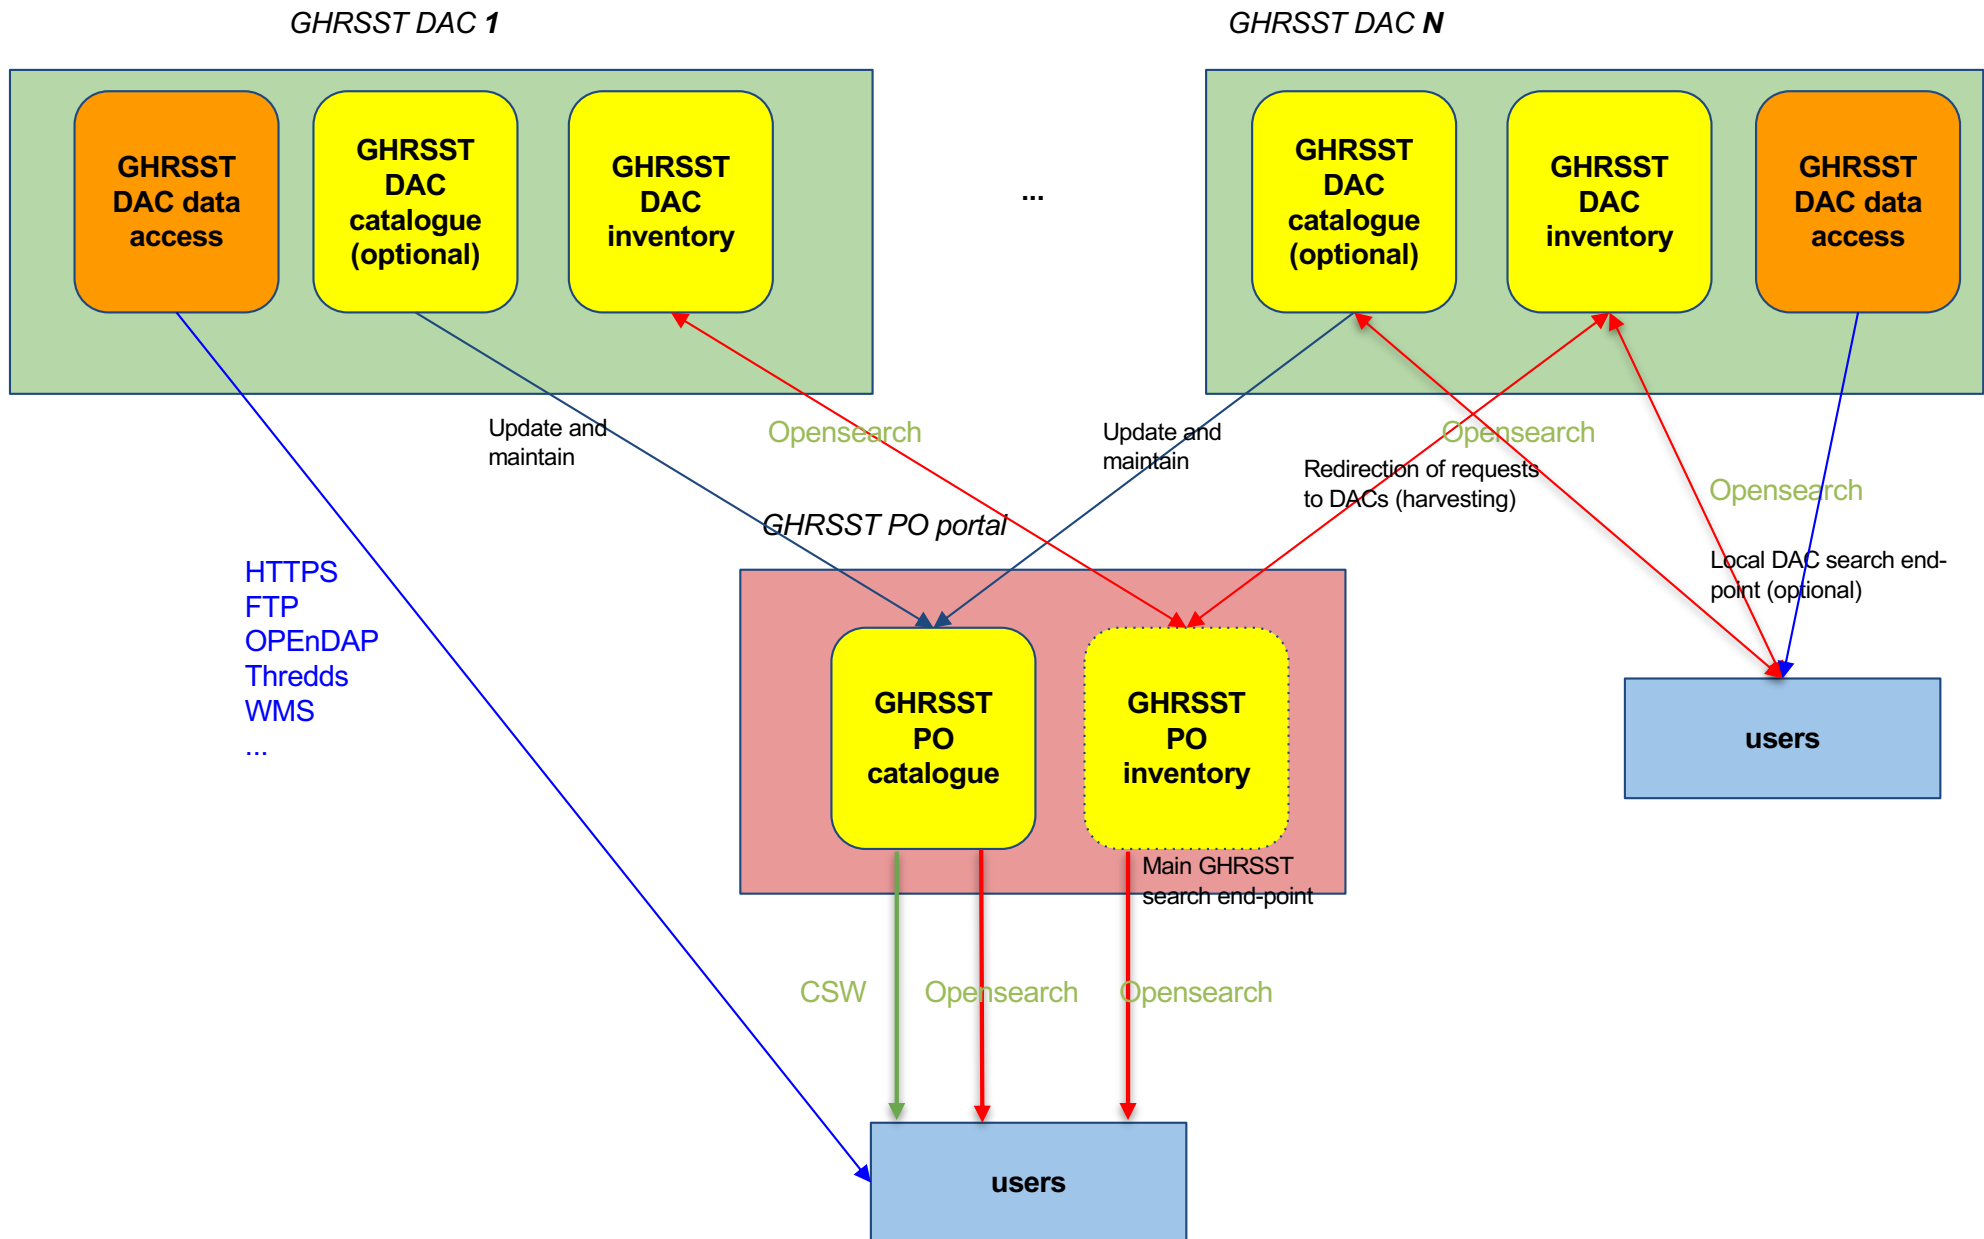 GHRSST DAC 1
GHRSST DAC N
GHRSST
DAC data
access
GHRSST
DAC
catalogue
(optional)
GHRSST
DAC
inventory
...
GHRSST
DAC
catalogue
(optional)
GHRSST
DAC
inventory
GHRSST
DAC data
access
Update and
maintain
Opensearch
Update and
maintain
Opensearch
Redirection of requests
to DACs (harvesting)
Opensearch
GHRSST PO portal
Local DAC search end-
point (optional)
HTTPS
FTP
OPEnDAP
Thredds
WMS
...
GHRSST
PO
catalogue
GHRSST
PO
inventory
users
Main GHRSST
search end-point
CSW
Opensearch
Opensearch
users